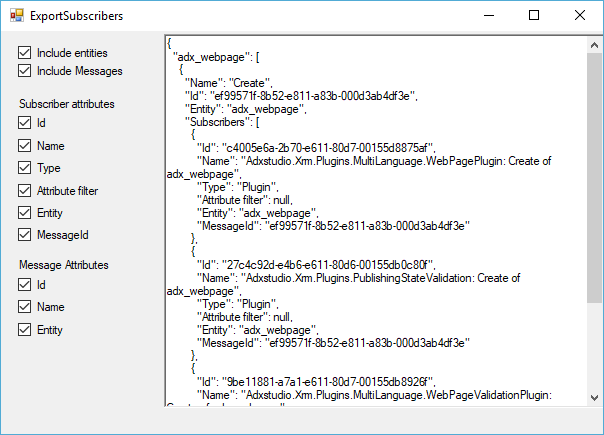 ExportSubscribers
Include entities
Include Messages
Subscriber attributes
Id
Name
Type
Attribute filter
Entity
MessageId
Message Attributes
Id
Name
Entity
{
"adx_webpage": [
{
"Name": "Create",
"Id": "ef99571f-8b52-e811-a83b-000d3ab4df3e",
"Entity": "adx_webpage",
"Subscribers": [
{
"Id": "c4005e6a-2b70-e611-80d7-00155d8875af",
"Name": "Adxstudio.Xrm.Plugins.MultiLanguage.WebPagePlugin: Create of
adx_webpage",
"Type": "Plugin",
"Attribute filter": null,
"Entity": "adx_webpage",
"MessageId": "ef99571f-8b52-e811-a83b-000d3ab4df3e"
},
{
"Id": "27c4c92d-e4b6-e611-80d6-00155db0c80f",
"Name": "Adxstudio.Xrm.Plugins.PublishingStateValidation: Create of
adx_webpage",
"Type": "Plugin",
"Attribute filter": null,
"Entity": "adx_webpage",
"MessageId": "ef99571f-8b52-e811-a83b-000d3ab4df3e"
},
{
"Id": "9be11881-a7a1-e611-80d7-00155db8926f",
"Name": "Adxstudio.Xrm.Plugins.MultiLanguage.WebPageValidationPlugin: